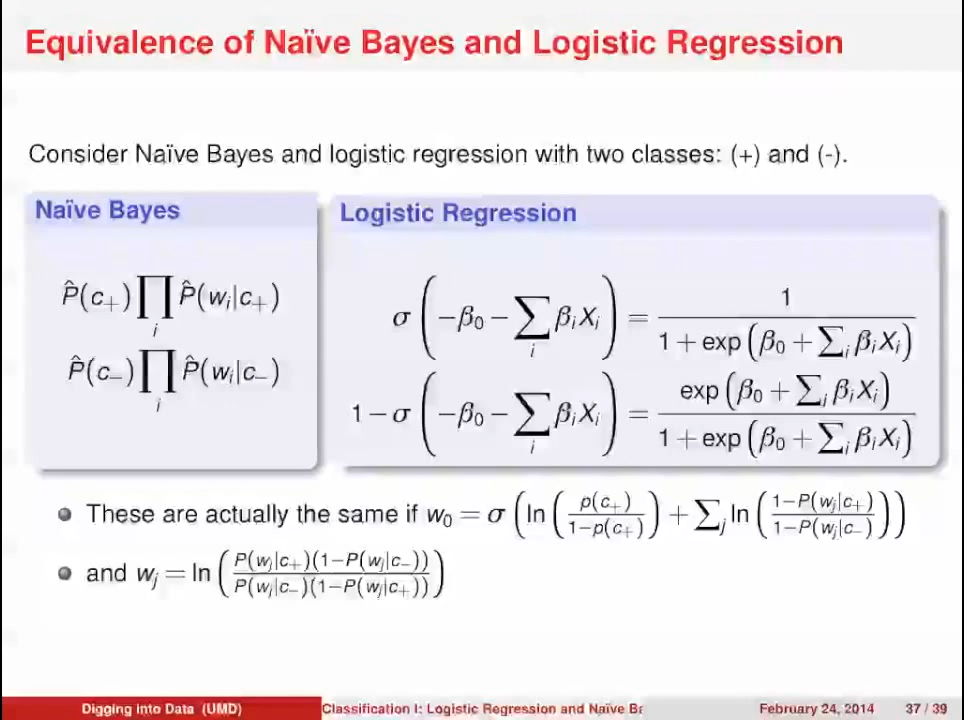 Equivalence of Naïve Bayes and Logistic Regression
Consider Naïve Bayes and logistic regression with two classes: (+) and (-).
Naïve Bayes
P̂(c₊)∏ᵢ P̂(wᵢ|c₊)
P̂(c₋)∏ᵢ P̂(wᵢ|c₋)
Logistic Regression
σ(−β₀ − ∑ᵢ βᵢXᵢ) = 1 / (1 + exp(β₀ + ∑ᵢ βᵢXᵢ))
1 − σ(−β₀ − ∑ᵢ βᵢXᵢ) = exp(β₀ + ∑ᵢ βᵢXᵢ) / (1 + exp(β₀ + ∑ᵢ βᵢXᵢ))
These are actually the same if w₀ = σ(ln(p(c₊) / (1−p(c₊))) + ∑ⱼ ln((1−P(wⱼ|c₊)) / (1−P(wⱼ|c₋))))
and wⱼ = ln(P(wⱼ|c₊)(1−P(wⱼ|c₋)) / P(wⱼ|c₋)(1−P(wⱼ|c₊)))
Digging into Data (UMD) Classification I: Logistic Regression and Naïve Ba February 24, 2014 37 / 39